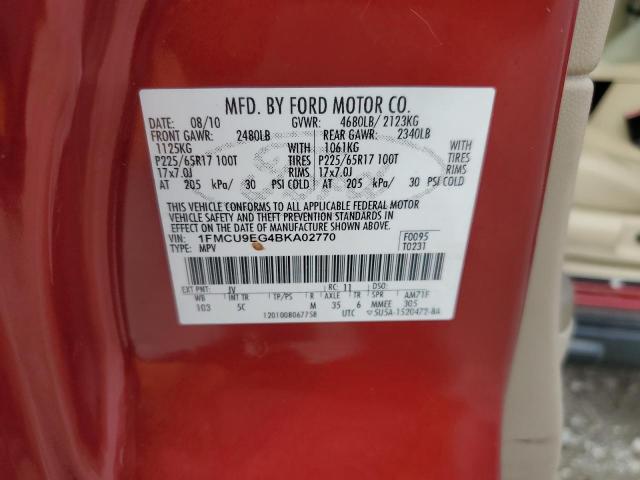 MFD. BY FORD MOTOR CO.
DATE: 08/10 GVWR: 4680LB/ 2123KG
FRONT GAWR: 2480LB REAR GAWR: 2340LB
1125KG WITH 1061KG WITH
P225/65R17 100T TIRES P225/65R17 100T TIRES
17x7.0J RIMS 17x7.0J RIMS
AT 205 kPa/ 30 PSI COLD AT 205 kPa/ 30 PSI COLD
THIS VEHICLE CONFORMS TO ALL APPLICABLE FEDERAL MOTOR
VEHICLE SAFETY AND THEFT PREVENTION STANDARDS IN
EFFECT ON THE DATE OF MANUFACTURE SHOWN ABOVE.
VIN: 1FMCU9EG4BKA02770 F0095
TYPE: MPV T0231
EXT PNT: JV RC: 11 DSO:
WB INT TR TP/PS R AXLE TR SPR AM71F
103 5C M 35 6 MMEE 305
1201008067758 UTC 5U5A-1520472-BA